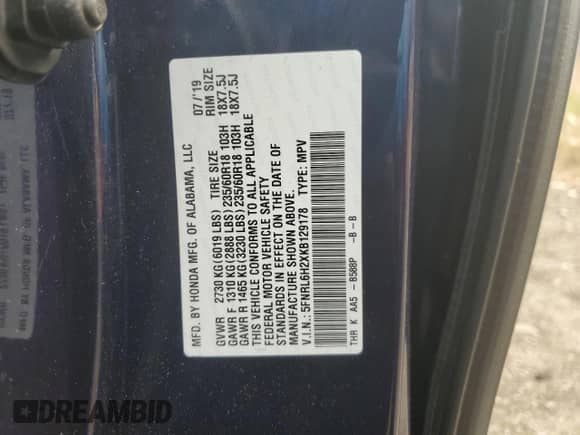 MFD. BY HONDA MFG. OF ALABAMA, LLC 07/'19
GVWR 2730 KG (6019 LBS) TIRE SIZE RIM SIZE
GAWR F 1310 KG (2888 LBS) 235/60R18 103H 18X7.5J
GAWR R 1465 KG (3230 LBS) 235/60R18 103H 18X7.5J
THIS VEHICLE CONFORMS TO ALL APPLICABLE
FEDERAL MOTOR VEHICLE SAFETY
STANDARDS IN EFFECT ON THE DATE OF
MANUFACTURE SHOWN ABOVE.
V.I.N.: 5FNRL6H2XKB129178 TYPE: MPV
THR K AA5 - B588P -B-B
DREAMBID